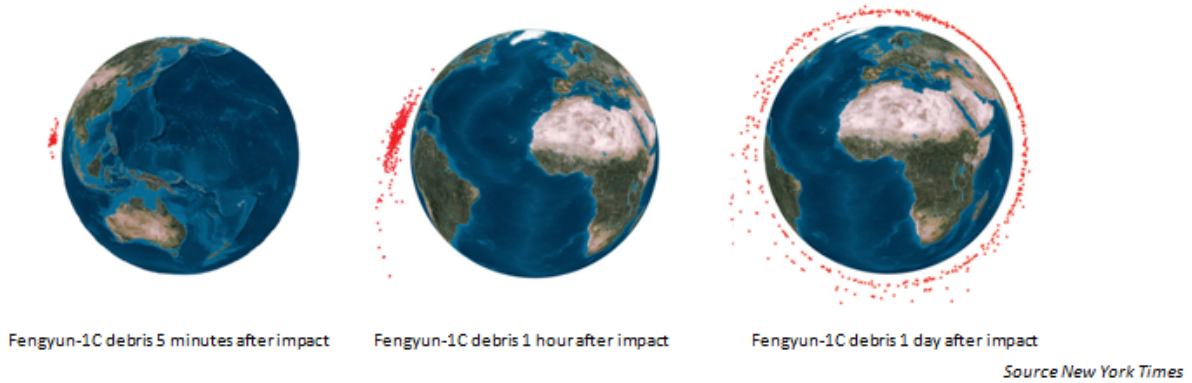 Fengyun-1C debris 5 minutes after impact
Fengyun-1C debris 1 hour after impact
Fengyun-1C debris 1 day after impact
Source New York Times